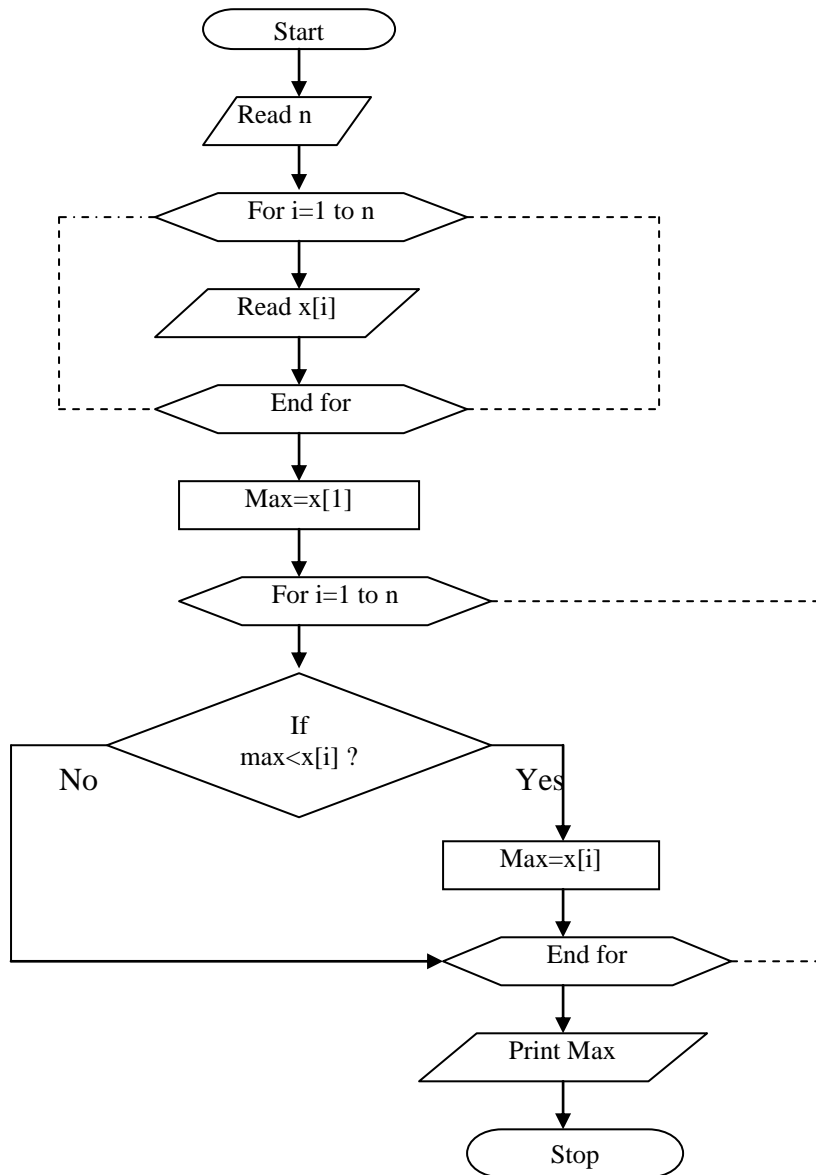 Start
Read n
For i=1 to n
Read x[i]
End for
Max=x[1]
For i=1 to n
If
max<x[i] ?
No
Yes
Max=x[i]
End for
Print Max
Stop